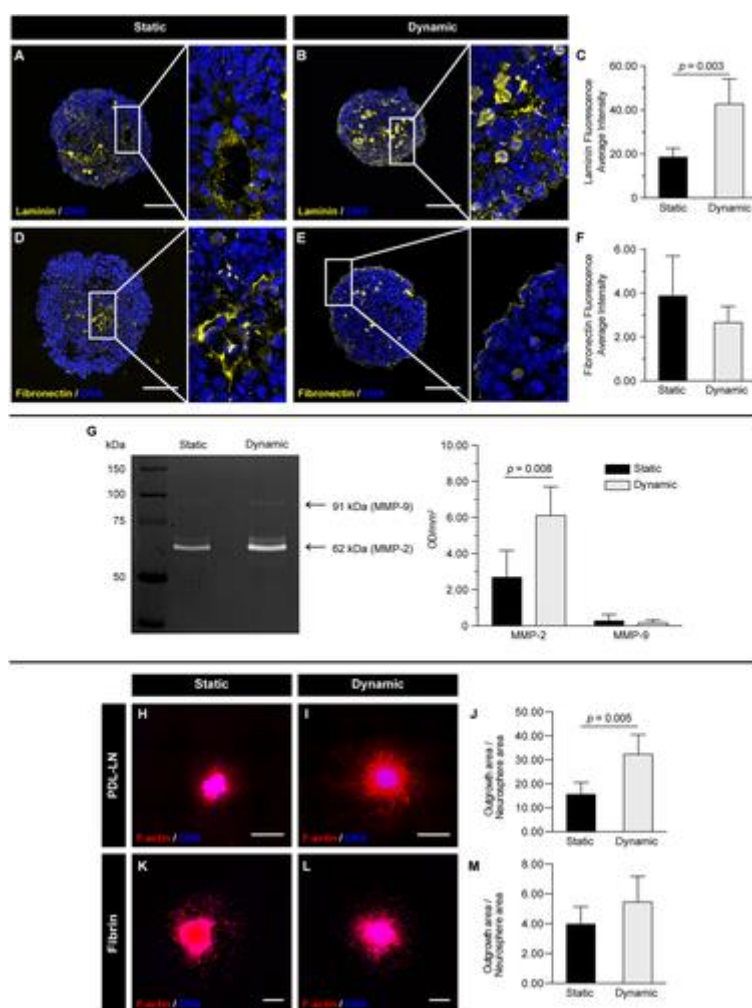 Static
Dynamic
A
B
C
p = 0.003
Laminin Fluorescence
Average Intensity
60.00
40.00
20.00
0.00
Static
Dynamic
Laminin / DNA
Laminin / DNA
D
E
F
Fibronectin Fluorescence
Average Intensity
6.00
4.00
2.00
0.00
Static
Dynamic
Fibronectin / DNA
Fibronectin / DNA
G
kDa
Static
Dynamic
150
100
75
50
91 kDa (MMP-9)
62 kDa (MMP-2)
OD/mm²
10.00
8.00
6.00
4.00
2.00
0.00
p = 0.008
Static
Dynamic
MMP-2
MMP-9
Static
Dynamic
PDL-LN
H
I
J
p = 0.005
Outgrowth area /
Neurosphere area
50.00
40.00
30.00
20.00
10.00
0.00
Static
Dynamic
F-actin / DNA
F-actin / DNA
Fibrin
K
L
M
Outgrowth area /
Neurosphere area
8.00
6.00
4.00
2.00
0.00
Static
Dynamic
F-actin / DNA
F-actin / DNA